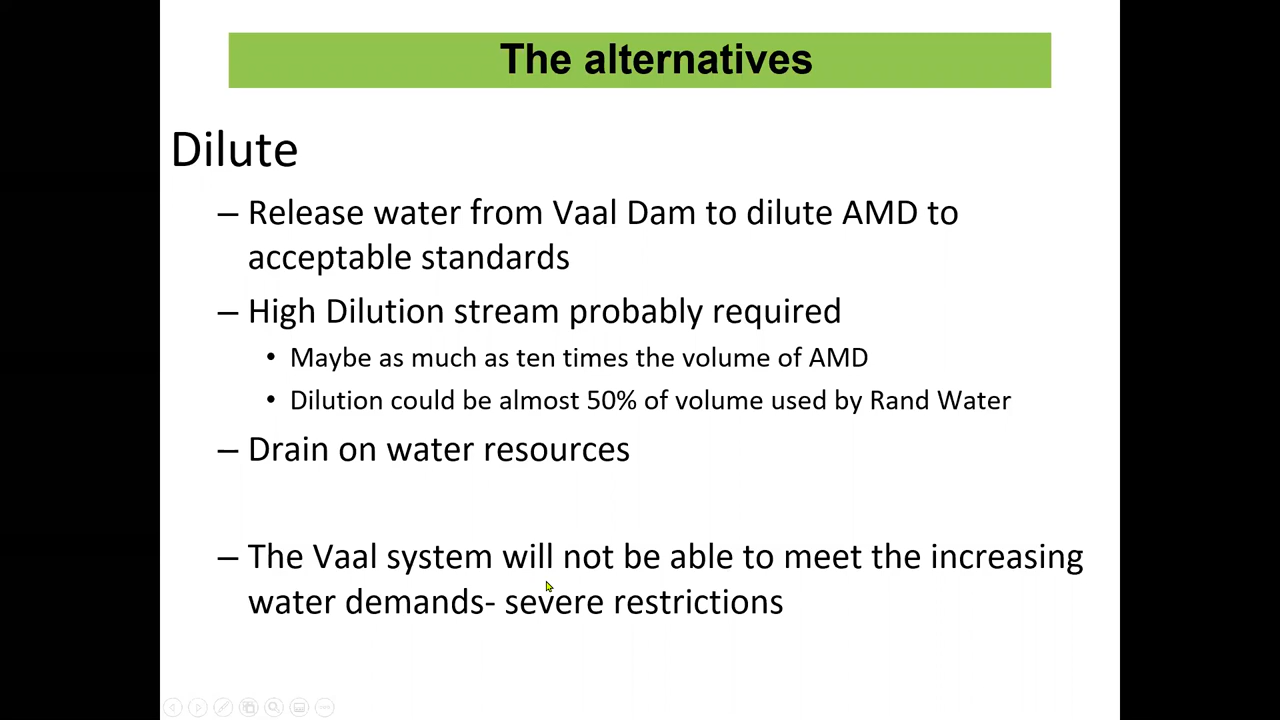 The alternatives
Dilute
– Release water from Vaal Dam to dilute AMD to
acceptable standards
– High Dilution stream probably required
• Maybe as much as ten times the volume of AMD
• Dilution could be almost 50% of volume used by Rand Water
– Drain on water resources
– The Vaal system will not be able to meet the increasing
water demands- severe restrictions